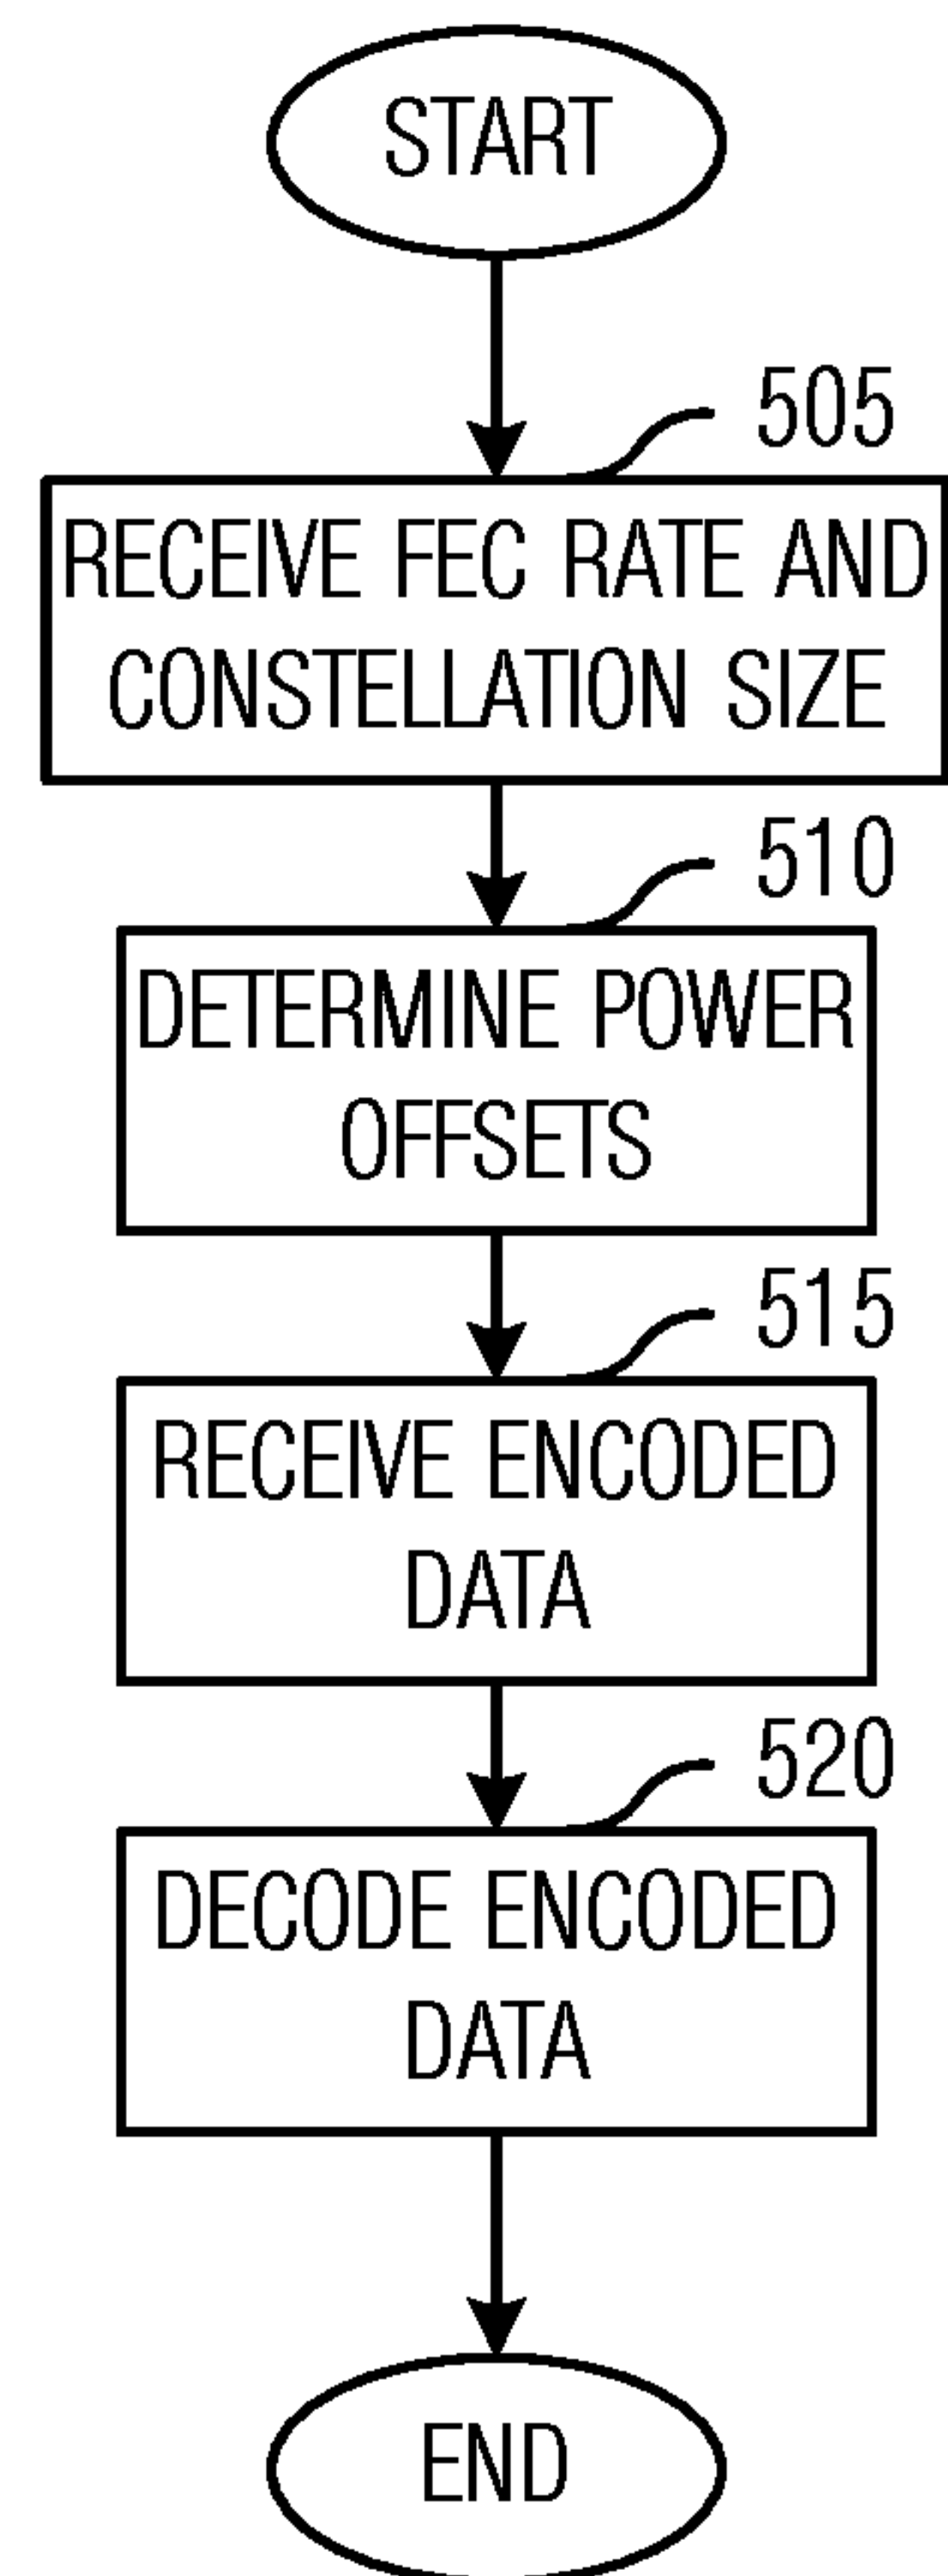 START
505
RECEIVE FEC RATE AND
CONSTELLATION SIZE
510
DETERMINE POWER
OFFSETS
515
RECEIVE ENCODED
DATA
520
DECODE ENCODED
DATA
END